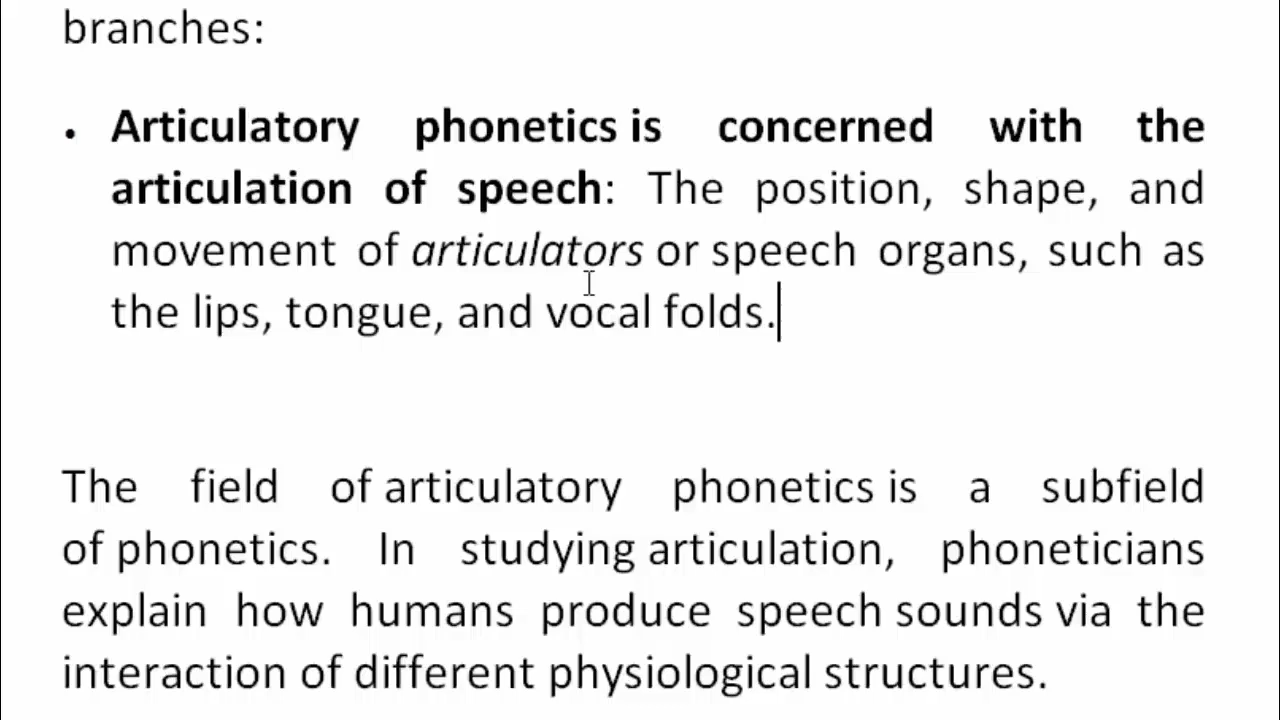 branches:
• Articulatory phonetics is concerned with the
articulation of speech: The position, shape, and
movement of articulators or speech organs, such as
the lips, tongue, and vocal folds.
The field of articulatory phonetics is a subfield
of phonetics. In studying articulation, phoneticians
explain how humans produce speech sounds via the
interaction of different physiological structures.